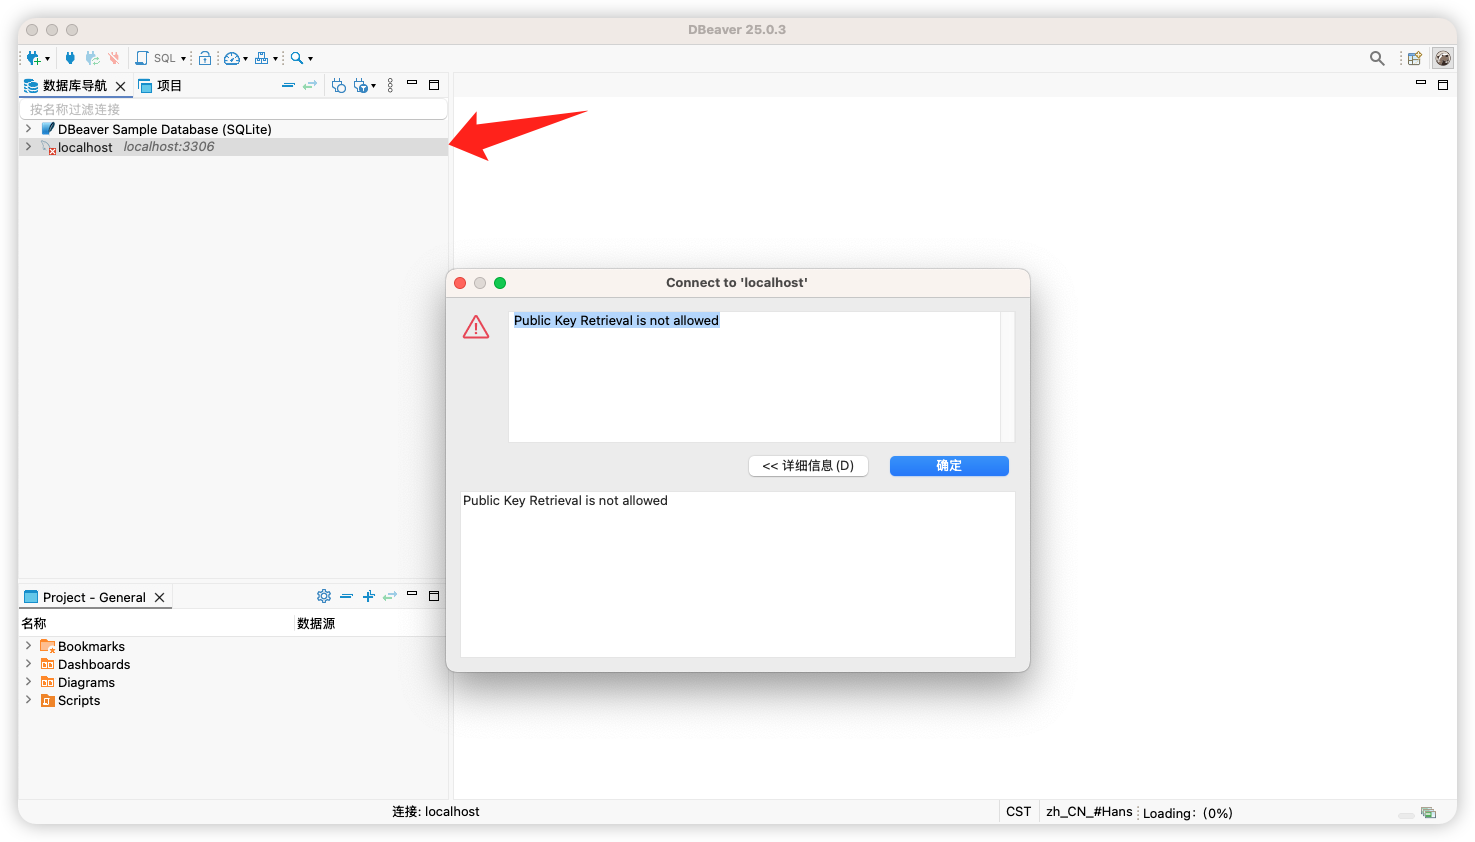 DBeaver 25.0.3
SQL
数据库导航
项目
按名称过滤连接
DBeaver Sample Database (SQLite)
localhost localhost:3306
Connect to 'localhost'
Public Key Retrieval is not allowed
<< 详细信息(D)
确定
Public Key Retrieval is not allowed
Project - General
名称 数据源
Bookmarks
Dashboards
Diagrams
Scripts
连接: localhost
CST
zh_CN_#Hans
Loading: (0%)